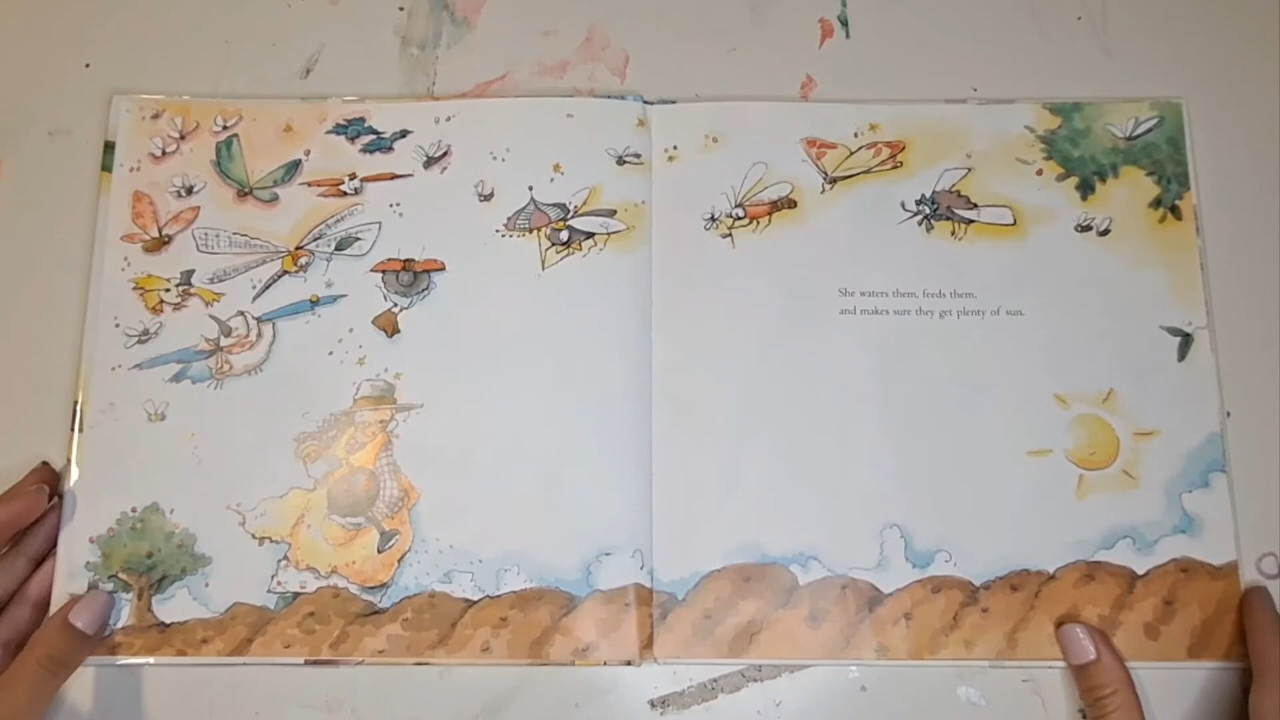 She waters them, feeds them,
and makes sure they get plenty of sun.